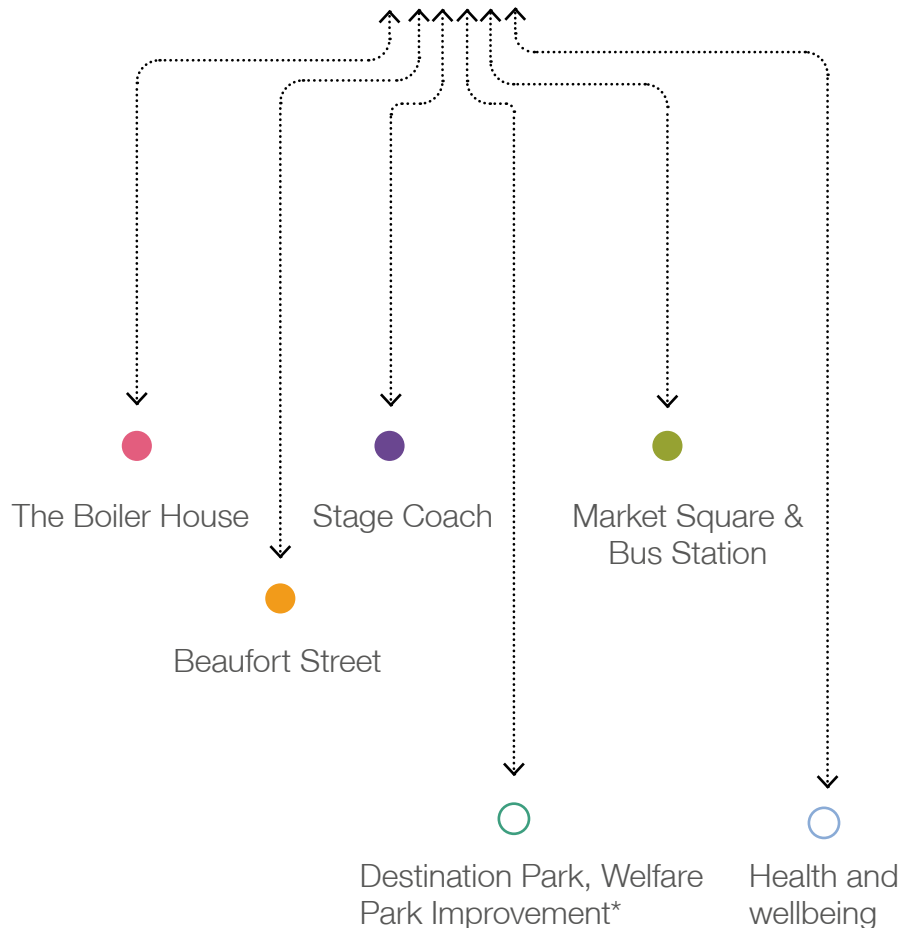 The Boiler House
Stage Coach
Market Square &
Bus Station
Beaufort Street
Destination Park, Welfare
Park Improvement*
Health and
wellbeing